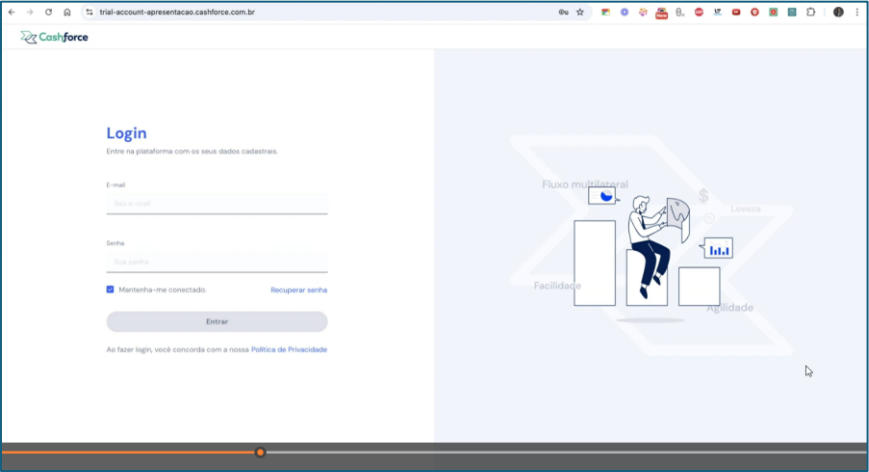 trial-account-apresentacao.cashforce.com.br
Cashforce
Login
Entre na plataforma com os seus dados cadastrais.
E-mail
Seu e-mail
Senha
Sua senha
Mantenha-me conectado.
Recuperar senha
Entrar
Ao fazer login, você concorda com a nossa Política de Privacidade
Fluxo multilateral
$
Leveza
Facilidade
Agilidade